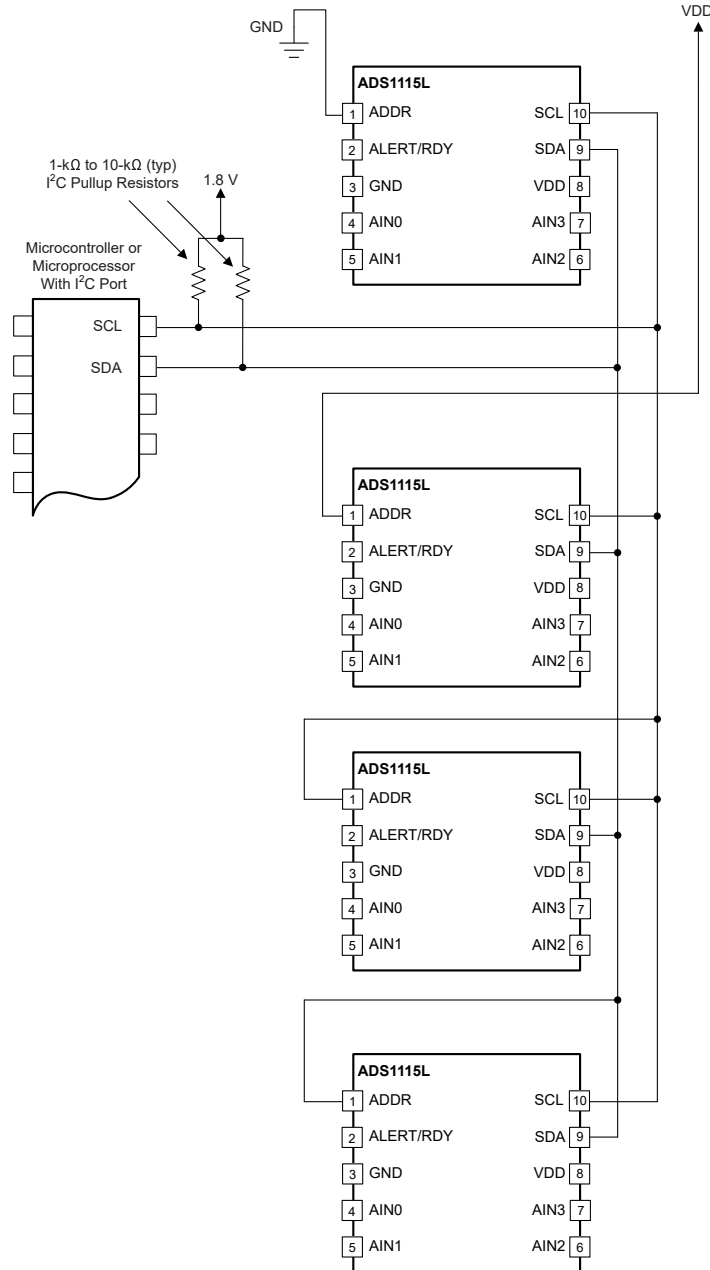 VDD
GND
ADS1115L
1 ADDR SCL 10
2 ALERT/RDY SDA 9
3 GND VDD 8
4 AIN0 AIN3 7
5 AIN1 AIN2 6
1-kΩ to 10-kΩ (typ)
I²C Pullup Resistors
1.8 V
Microcontroller or
Microprocessor
With I²C Port
SCL
SDA
ADS1115L
1 ADDR SCL 10
2 ALERT/RDY SDA 9
3 GND VDD 8
4 AIN0 AIN3 7
5 AIN1 AIN2 6
ADS1115L
1 ADDR SCL 10
2 ALERT/RDY SDA 9
3 GND VDD 8
4 AIN0 AIN3 7
5 AIN1 AIN2 6
ADS1115L
1 ADDR SCL 10
2 ALERT/RDY SDA 9
3 GND VDD 8
4 AIN0 AIN3 7
5 AIN1 AIN2 6